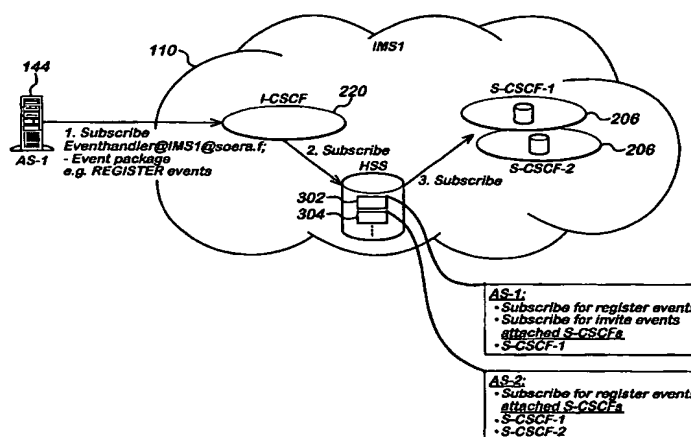 144
110
IMS1
I-CSCF
220
S-CSCF-1
206
206
S-CSCF-2
AS-1
1. Subscribe
Eventhandler@IMS1@soera.f;
- Event package
e.g. REGISTER events
2. Subscribe
HSS
3. Subscribe
302
304
AS-1:
• Subscribe for register events
• Subscribe for invite events
attached S-CSCFs
• S-CSCF-1
AS-2:
• Subscribe for register events
attached S-CSCFs
• S-CSCF-1
• S-CSCF-2